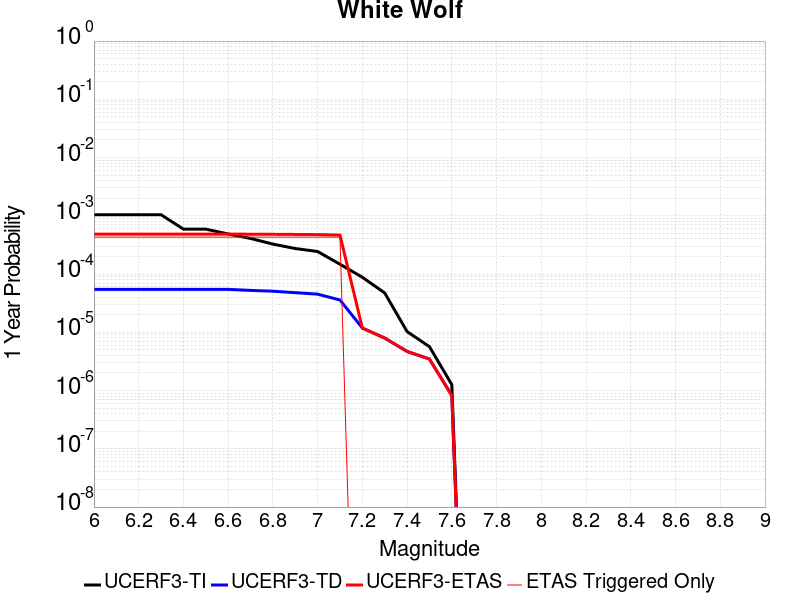 White Wolf
10^0
10^-1
10^-2
10^-3
10^-4
10^-5
10^-6
10^-7
10^-8
1 Year Probability
6 6.2 6.4 6.6 6.8 7 7.2 7.4 7.6 7.8 8 8.2 8.4 8.6 8.8 9
Magnitude
UCERF3-TI UCERF3-TD UCERF3-ETAS ETAS Triggered Only